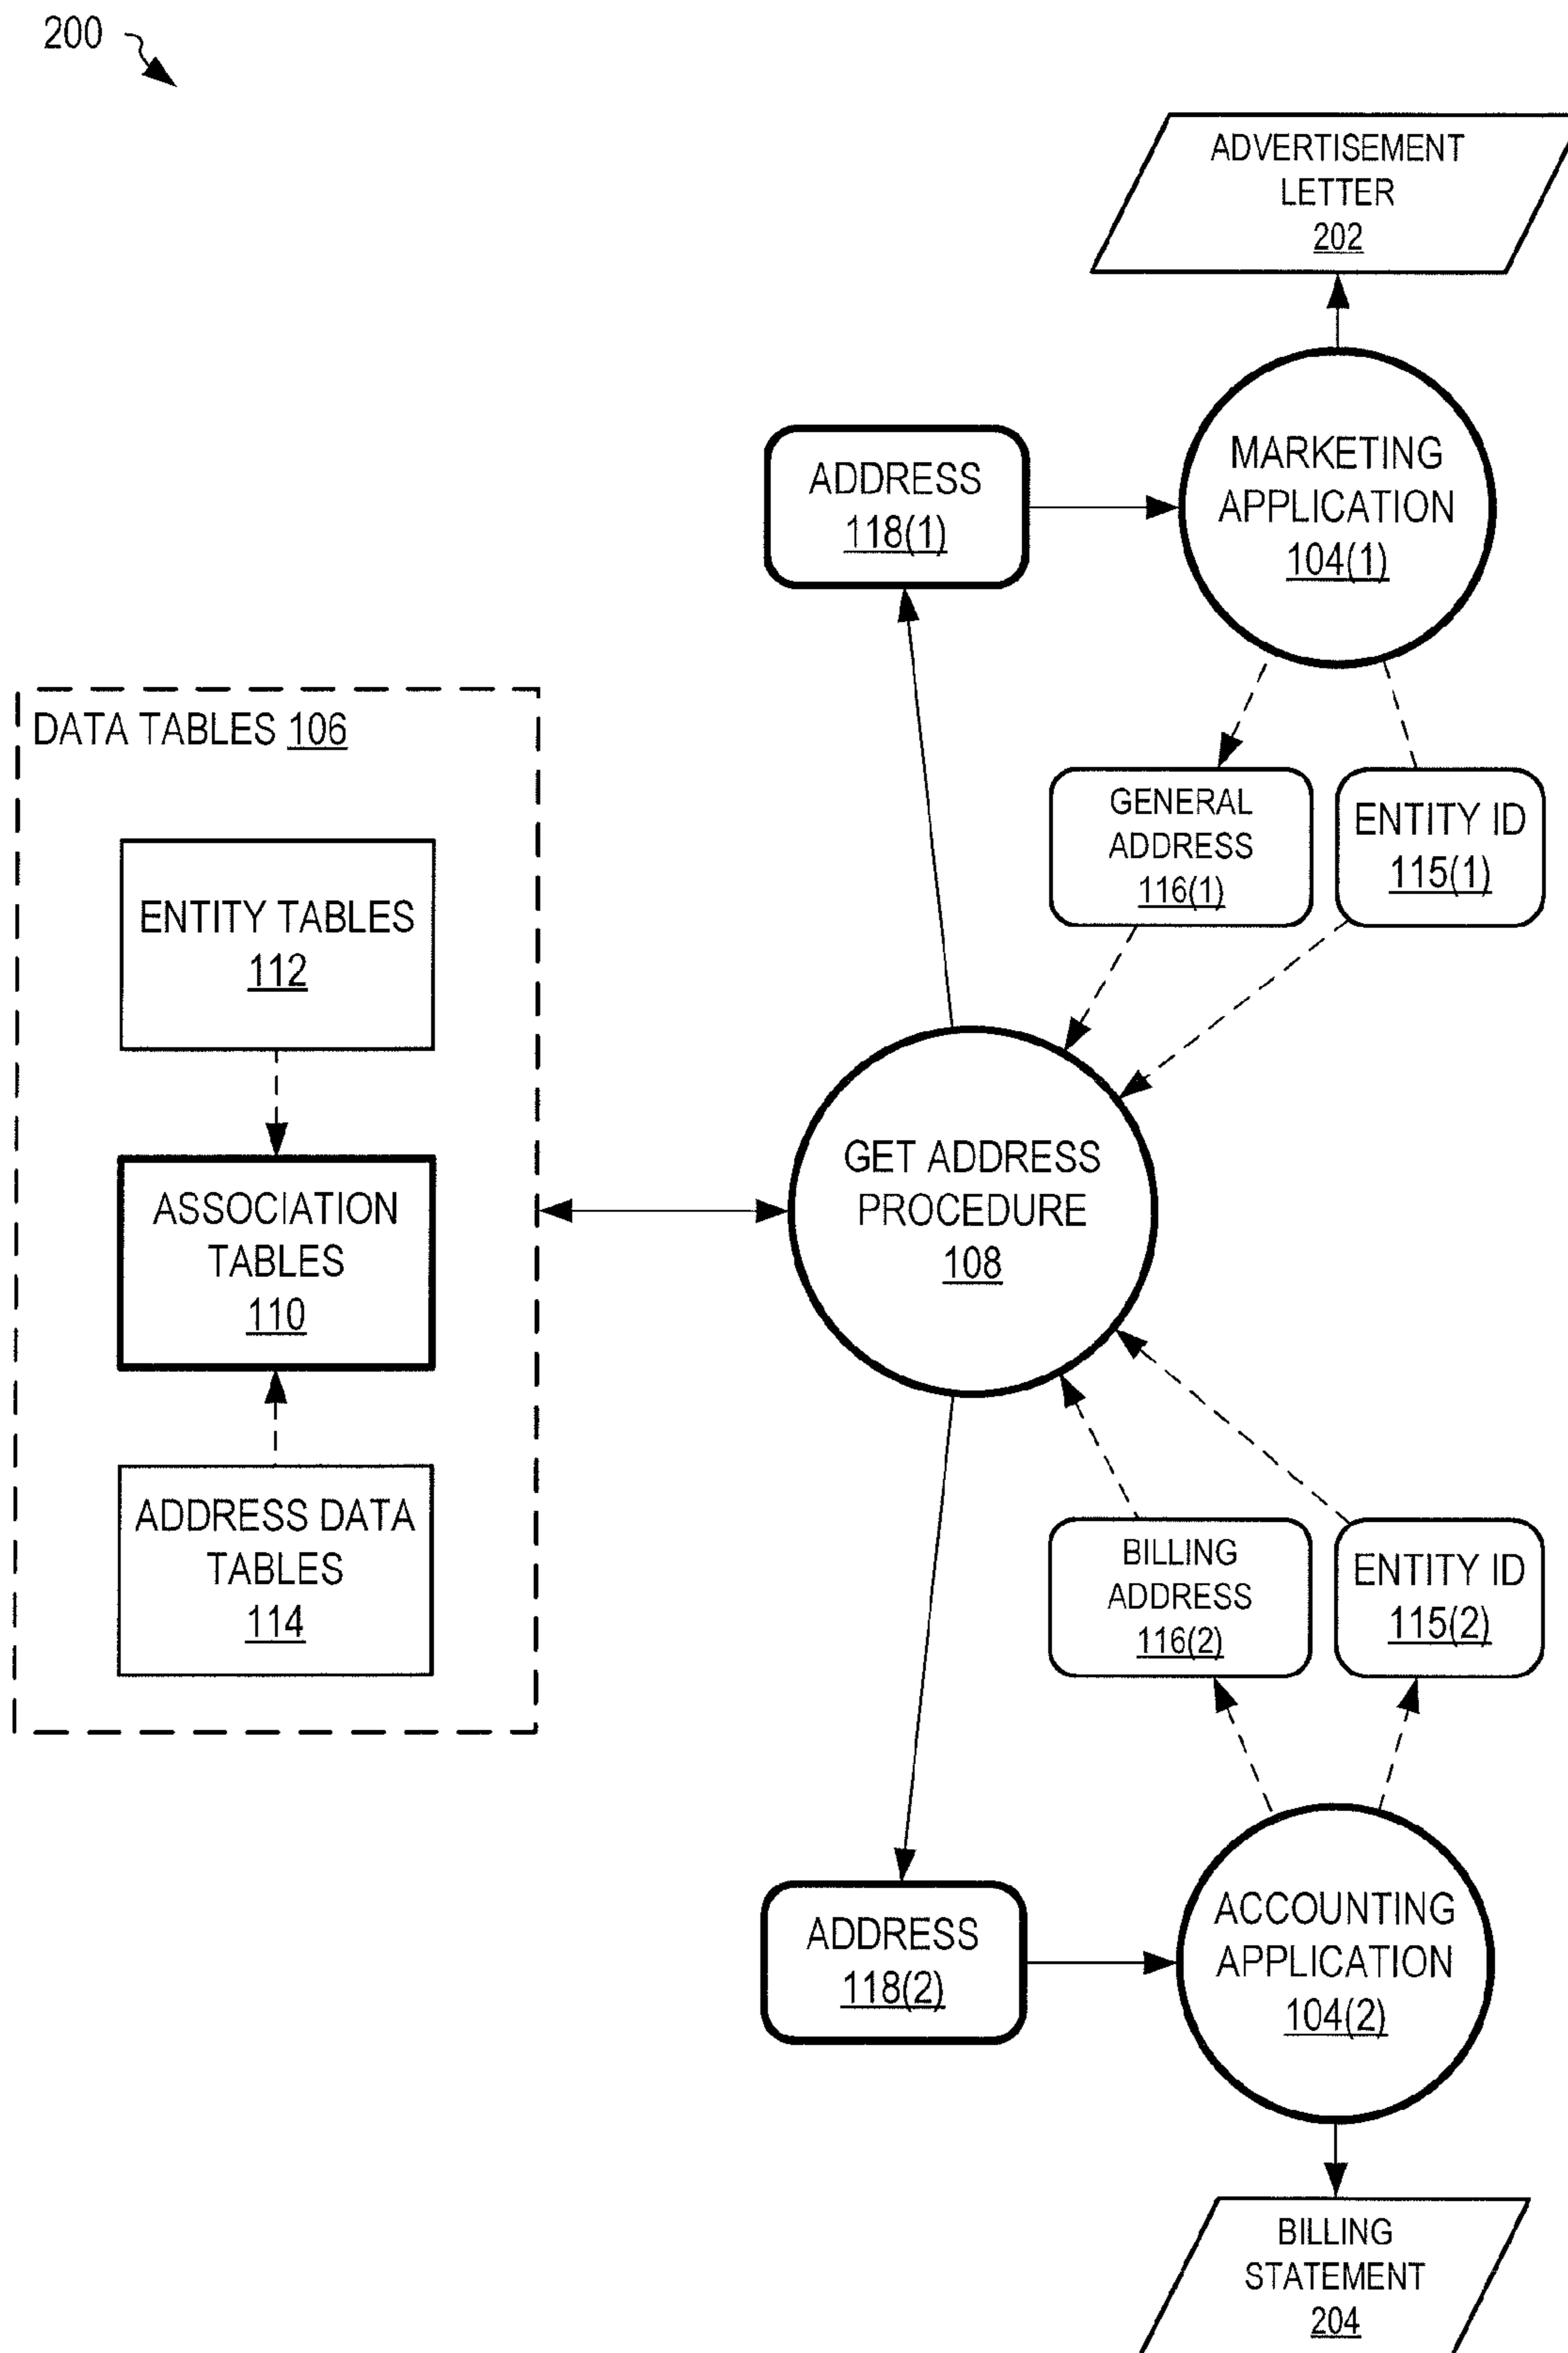 200
ADVERTISEMENT
LETTER
202
MARKETING
APPLICATION
104(1)
ADDRESS
118(1)
DATA TABLES 106
GENERAL
ADDRESS
116(1)
ENTITY ID
115(1)
ENTITY TABLES
112
GET ADDRESS
PROCEDURE
108
ASSOCIATION
TABLES
110
ADDRESS DATA
TABLES
114
BILLING
ADDRESS
116(2)
ENTITY ID
115(2)
ADDRESS
118(2)
ACCOUNTING
APPLICATION
104(2)
BILLING
STATEMENT
204